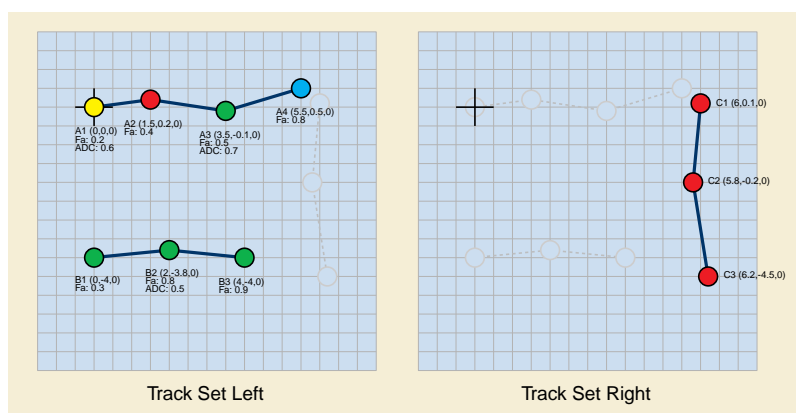 A1 (0,0,0)
Fa: 0.2
ADC: 0.6
A2 (1.5,0.2,0)
Fa: 0.4
A3 (3.5,-0.1,0)
Fa: 0.5
ADC: 0.7
A4 (5.5,0.5,0)
Fa: 0.8
B1 (0,-4,0)
Fa: 0.3
B2 (2,-3.8,0)
Fa: 0.8
ADC: 0.5
B3 (4,-4,0)
Fa: 0.9
Track Set Left
C1 (6,0.1,0)
C2 (5.8,-0.2,0)
C3 (6.2,-4.5,0)
Track Set Right